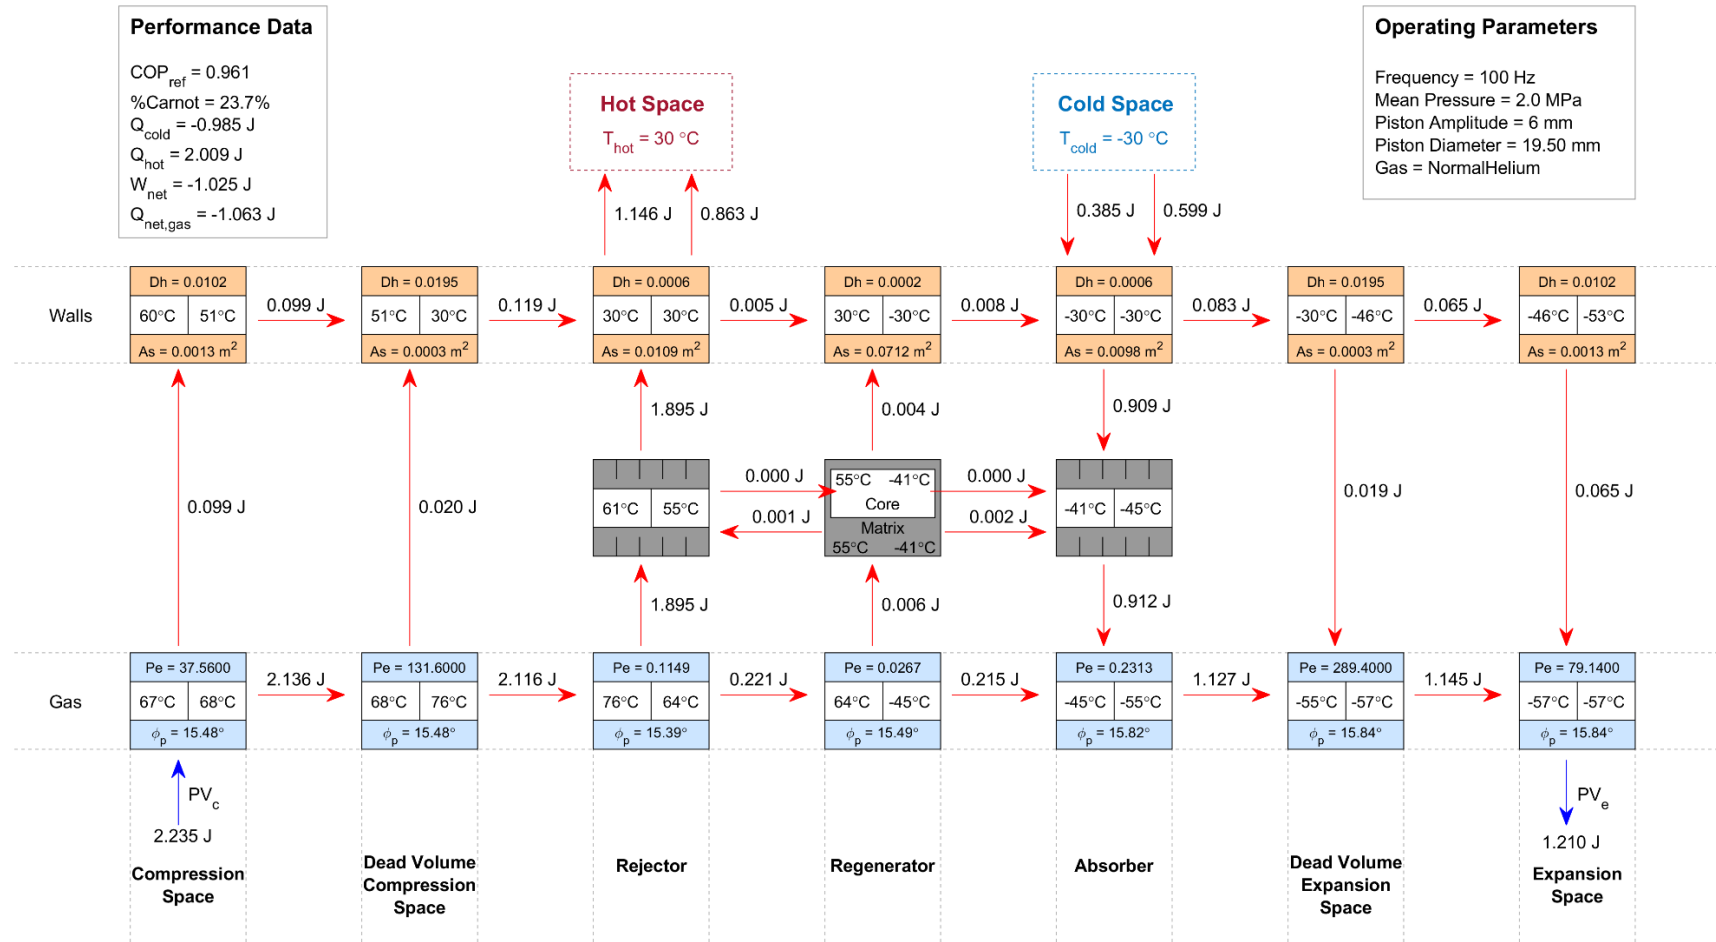 Performance Data
COPref = 0.961
%Carnot = 23.7%
Qcold = -0.985 J
Qhot = 2.009 J
Wnet = -1.025 J
Qnet,gas = -1.063 J
Hot Space
Thot = 30 °C
Cold Space
Tcold = -30 °C
Operating Parameters
Frequency = 100 Hz
Mean Pressure = 2.0 MPa
Piston Amplitude = 6 mm
Piston Diameter = 19.50 mm
Gas = NormalHelium
1.146 J 0.863 J 0.385 J 0.599 J
Dh = 0.0102 Dh = 0.0195 Dh = 0.0006 Dh = 0.0002 Dh = 0.0006 Dh = 0.0195 Dh = 0.0102
Walls 60°C 51°C 0.099 J 51°C 30°C 0.119 J 30°C 30°C 0.005 J 30°C -30°C 0.008 J -30°C -30°C 0.083 J -30°C -46°C 0.065 J -46°C -53°C
As = 0.0013 m² As = 0.0003 m² As = 0.0109 m² As = 0.0712 m² As = 0.0098 m² As = 0.0003 m² As = 0.0013 m²
1.895 J 0.004 J 0.909 J
0.000 J 55°C -41°C 0.000 J
0.099 J 0.020 J 61°C 55°C Core -41°C -45°C 0.019 J 0.065 J
0.001 J Matrix 0.002 J
55°C -41°C
1.895 J 0.006 J 0.912 J
Pe = 37.5600 Pe = 131.6000 Pe = 0.1149 Pe = 0.0267 Pe = 0.2313 Pe = 289.4000 Pe = 79.1400
Gas 67°C 68°C 2.136 J 68°C 76°C 2.116 J 76°C 64°C 0.221 J 64°C -45°C 0.215 J -45°C -55°C 1.127 J -55°C -57°C 1.145 J -57°C -57°C
ϕp = 15.48° ϕp = 15.48° ϕp = 15.39° ϕp = 15.49° ϕp = 15.82° ϕp = 15.84° ϕp = 15.84°
PVc PVe
2.235 J 1.210 J
Compression
Space
Dead Volume
Compression
Space
Rejector
Regenerator
Absorber
Dead Volume
Expansion
Space
Expansion
Space